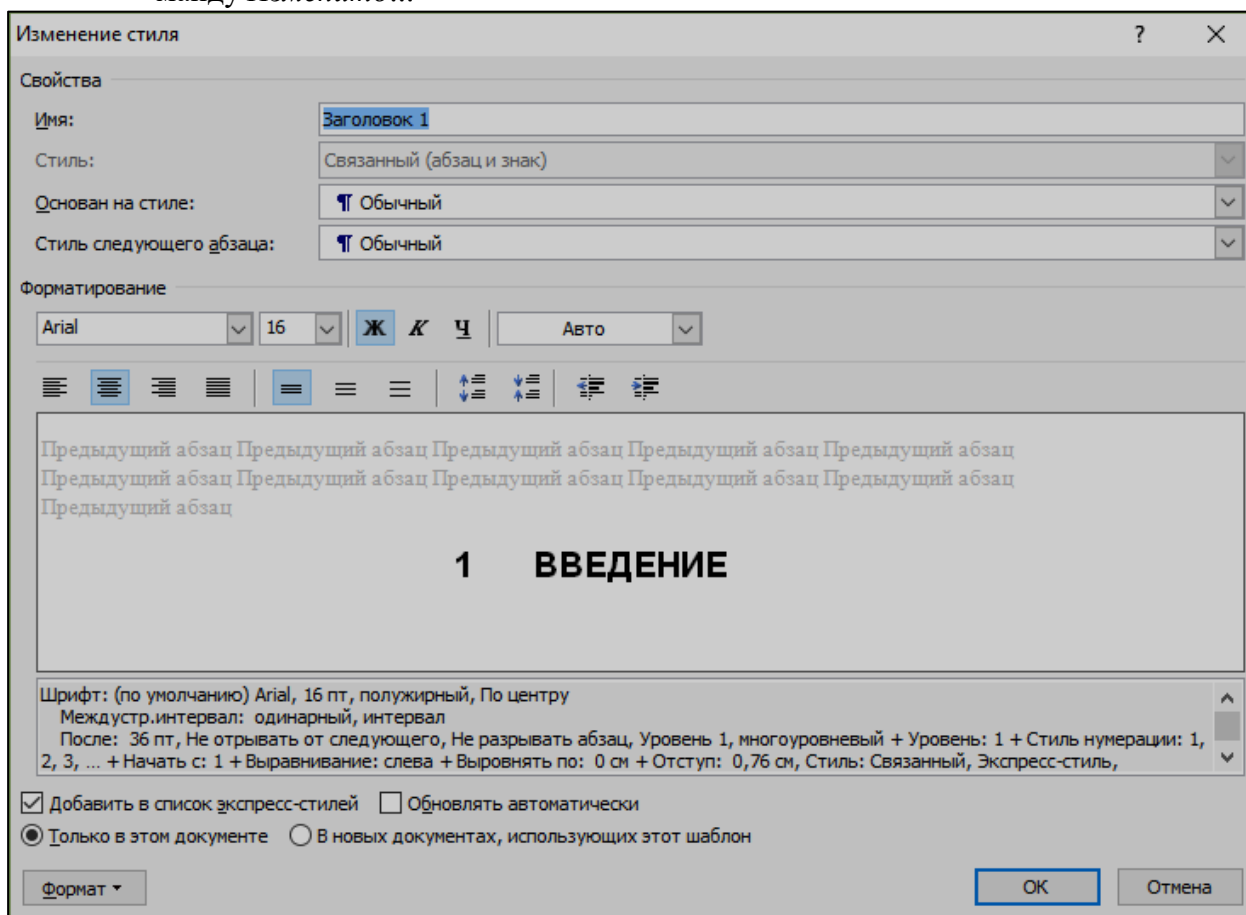 Изменение стиля ?
Свойства
Имя: Заголовок 1
Стиль: Связанный (абзац и знак)
Основан на стиле: ¶ Обычный
Стиль следующего абзаца: ¶ Обычный
Форматирование
Arial 16 Ж К Ч Авто
Предыдущий абзац Предыдущий абзац Предыдущий абзац Предыдущий абзац Предыдущий абзац
Предыдущий абзац Предыдущий абзац Предыдущий абзац Предыдущий абзац Предыдущий абзац
Предыдущий абзац
1 ВВЕДЕНИЕ
Шрифт: (по умолчанию) Arial, 16 пт, полужирный, По центру
Междустр.интервал: одинарный, интервал
После: 36 пт, Не отрывать от следующего, Не разрывать абзац, Уровень 1, многоуровневый + Уровень: 1 + Стиль нумерации: 1,
2, 3, ... + Начать с: 1 + Выравнивание: слева + Выровнять по: 0 см + Отступ: 0,76 см, Стиль: Связанный, Экспресс-стиль,
Добавить в список экспресс-стилей Обновлять автоматически
Только в этом документе В новых документах, использующих этот шаблон
Формат ОК Отмена